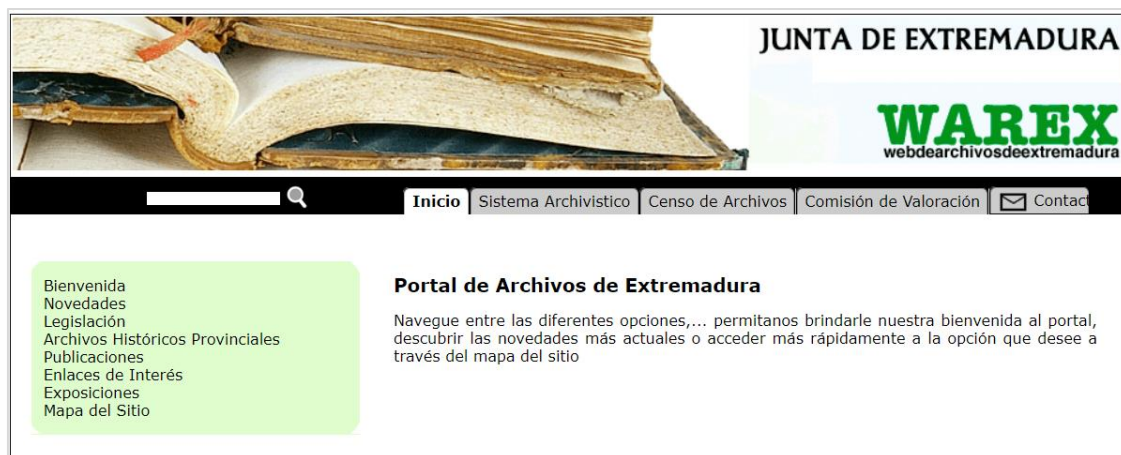 JUNTA DE EXTREMADURA
WAREX
webdearchivosdeextremadura
Inicio
Sistema Archivistico
Censo de Archivos
Comisión de Valoración
Contact
Bienvenida
Novedades
Legislación
Archivos Históricos Provinciales
Publicaciones
Enlaces de Interés
Exposiciones
Mapa del Sitio
Portal de Archivos de Extremadura
Navegue entre las diferentes opciones,... permitanos brindarle nuestra bienvenida al portal,
descubrir las novedades más actuales o acceder más rápidamente a la opción que desee a
través del mapa del sitio